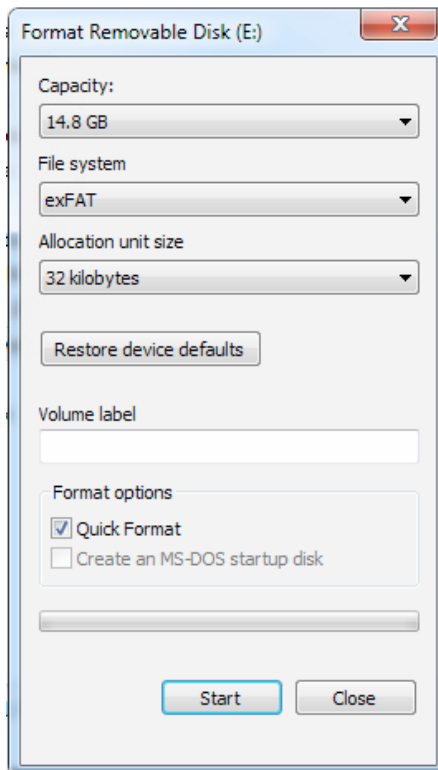 Format Removable Disk (E:)
Capacity:
14.8 GB
File system
exFAT
Allocation unit size
32 kilobytes
Restore device defaults
Volume label
Format options
Quick Format
Create an MS-DOS startup disk
Start Close